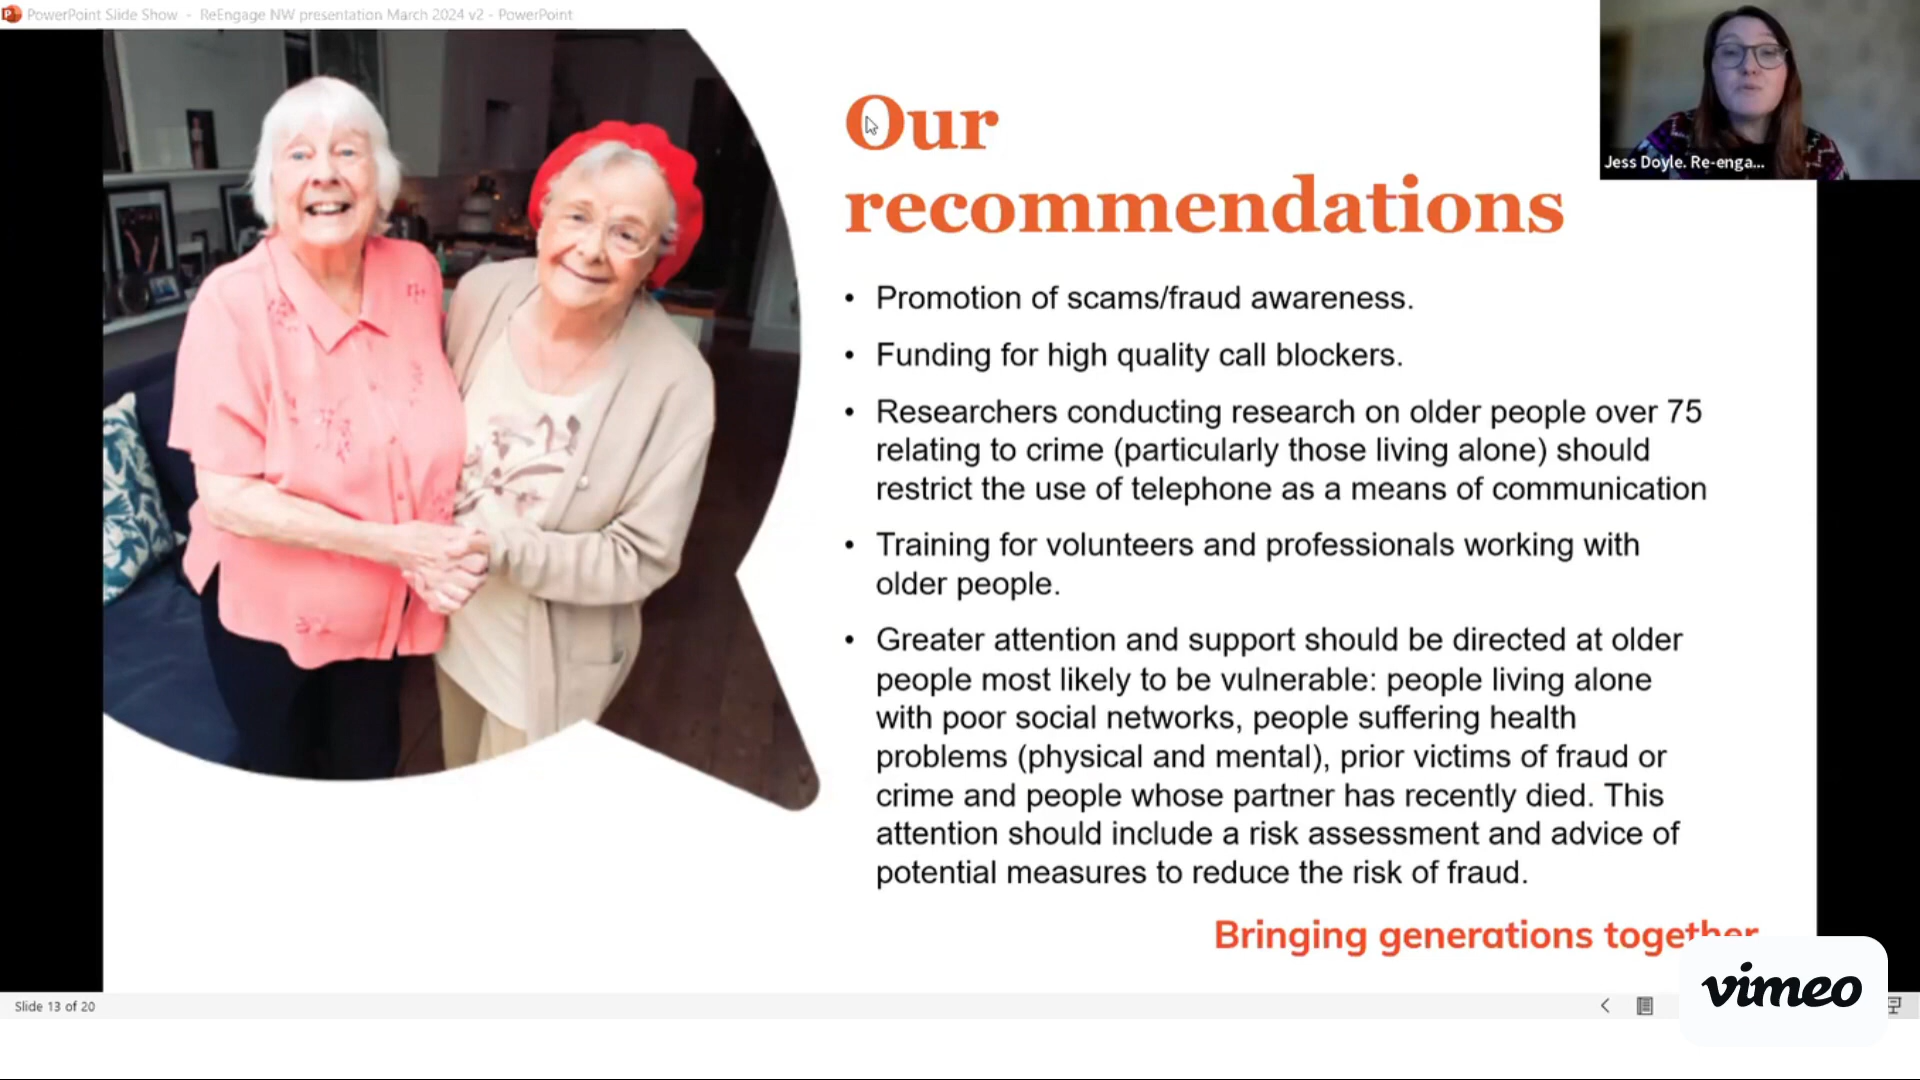 PowerPoint Slide Show - ReEngage NW presentation March 2024 v2 - PowerPoint
Jess Doyle. Re-enga...
Our
recommendations
• Promotion of scams/fraud awareness.
• Funding for high quality call blockers.
• Researchers conducting research on older people over 75
relating to crime (particularly those living alone) should
restrict the use of telephone as a means of communication
• Training for volunteers and professionals working with
older people.
• Greater attention and support should be directed at older
people most likely to be vulnerable: people living alone
with poor social networks, people suffering health
problems (physical and mental), prior victims of fraud or
crime and people whose partner has recently died. This
attention should include a risk assessment and advice of
potential measures to reduce the risk of fraud.
Bringing generations together
vimeo
Slide 13 of 20